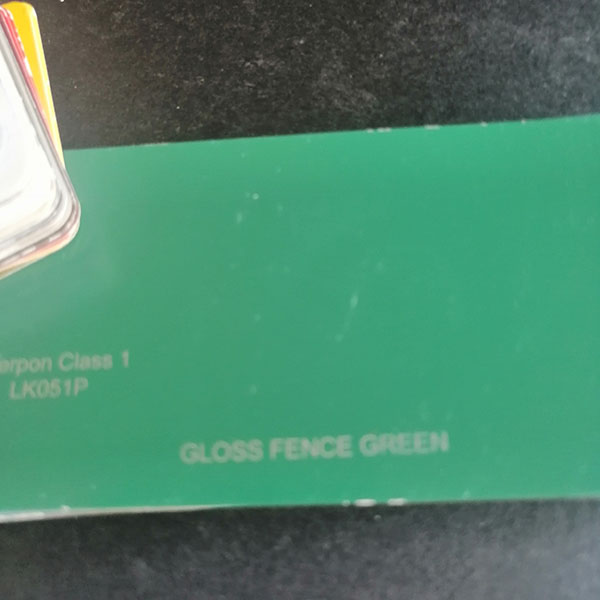 erpon Class 1
LK051P
GLOSS FENCE GREEN